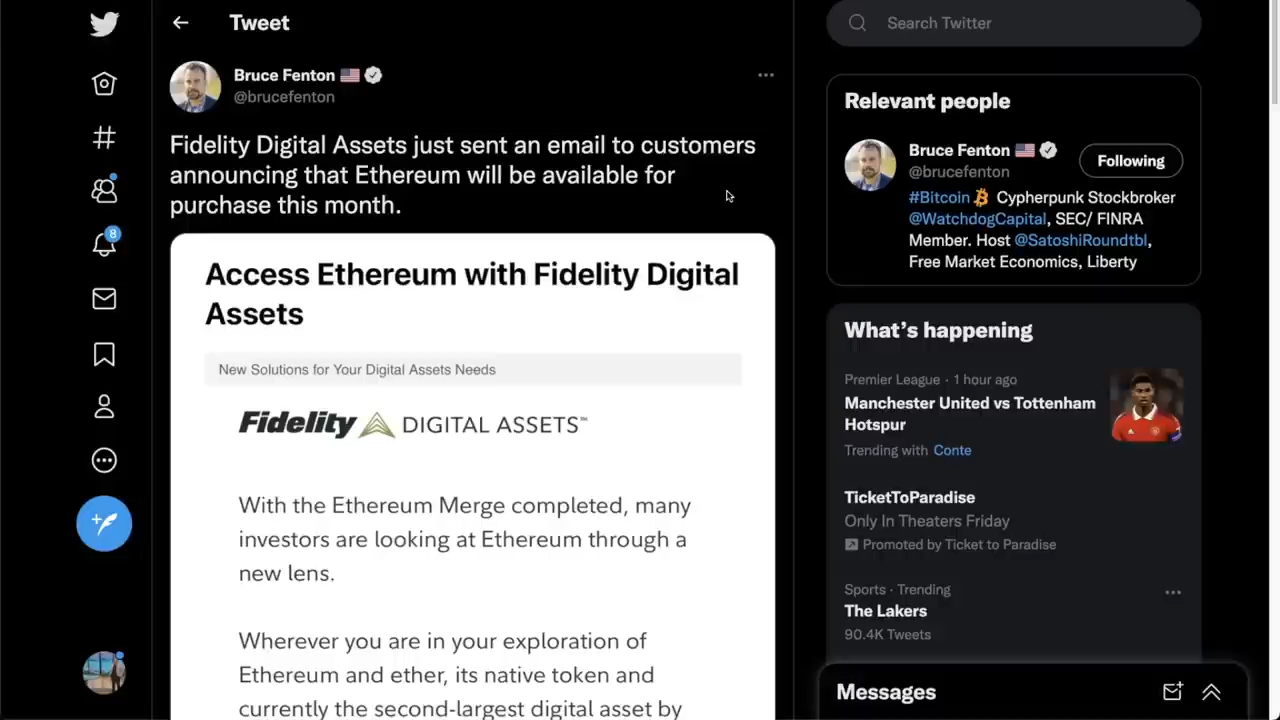 Tweet
Bruce Fenton
@brucefenton
Fidelity Digital Assets just sent an email to customers
announcing that Ethereum will be available for
purchase this month.
Access Ethereum with Fidelity Digital
Assets
New Solutions for Your Digital Assets Needs
Fidelity DIGITAL ASSETS℠
With the Ethereum Merge completed, many
investors are looking at Ethereum through a
new lens.
Wherever you are in your exploration of
Ethereum and ether, its native token and
currently the second-largest digital asset by
8
Search Twitter
Relevant people
Bruce Fenton
@brucefenton
Following
#Bitcoin Cypherpunk Stockbroker
@WatchdogCapital, SEC/ FINRA
Member. Host @SatoshiRoundtbl,
Free Market Economics, Liberty
What's happening
Premier League · 1 hour ago
Manchester United vs Tottenham
Hotspur
Trending with Conte
TicketToParadise
Only In Theaters Friday
Promoted by Ticket to Paradise
Sports · Trending
The Lakers
90.4K Tweets
Messages